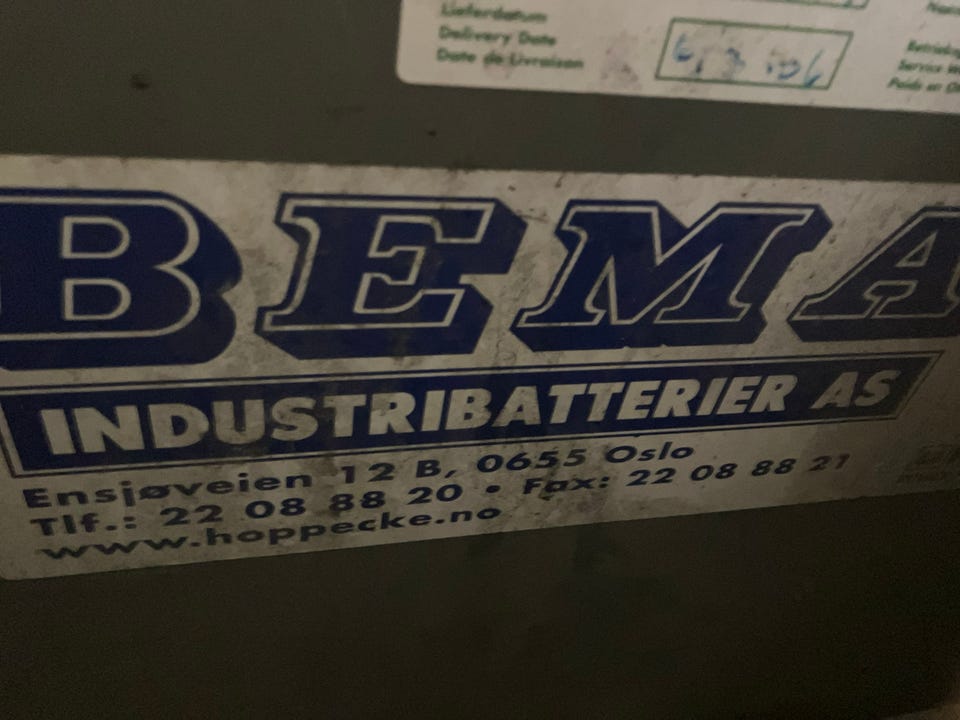 Lieferdatum
Delivery Date
Date de Livraison
BEMA
INDUSTRIBATTERIER AS
Ensjøveien 12 B, 0655 Oslo
Tlf.: 22 08 88 20 • Fax: 22 08 88 21
www.hoppecke.no